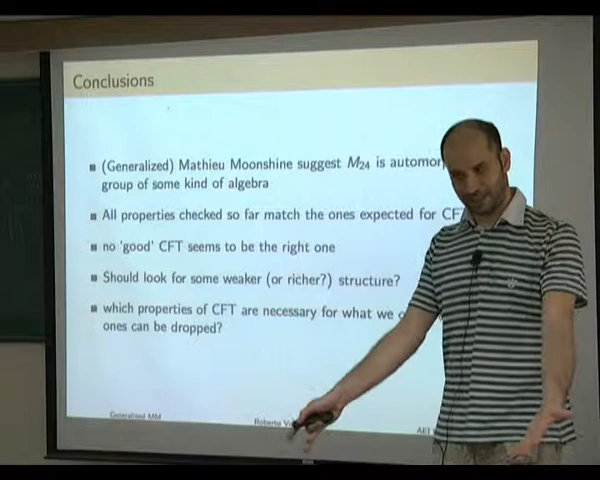 Conclusions
(Generalized) Mathieu Moonshine suggest M24 is automor
group of some kind of algebra
All properties checked so far match the ones expected for CF
no 'good' CFT seems to be the right one
Should look for some weaker (or richer?) structure?
which properties of CFT are necessary for what we
ones can be dropped?
Generalized MM
Roberto
AEI